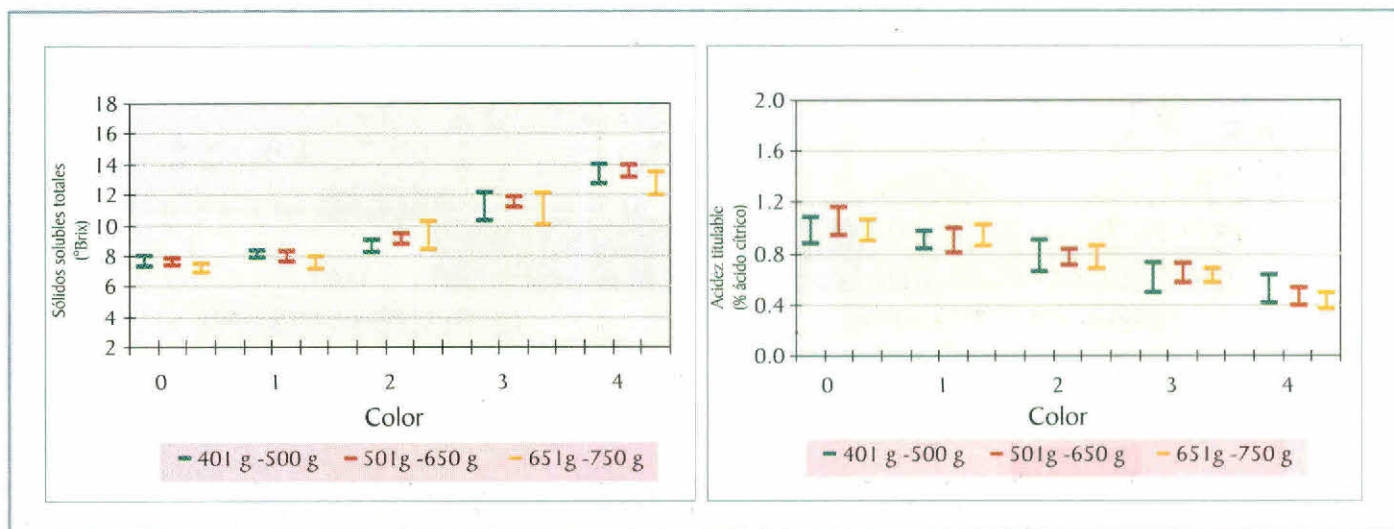 Sólidos solubles totales
(°Brix)
18
16
14
12
10
8
6
4
2
0 1 2 3 4
Color
401 g -500 g 501g -650 g 651g -750 g
Acidez titulable
(% ácido cítrico)
2.0
1.6
1.2
0.8
0.4
0.0
0 1 2 3 4
Color
401 g -500 g 501g -650 g 651g -750 g